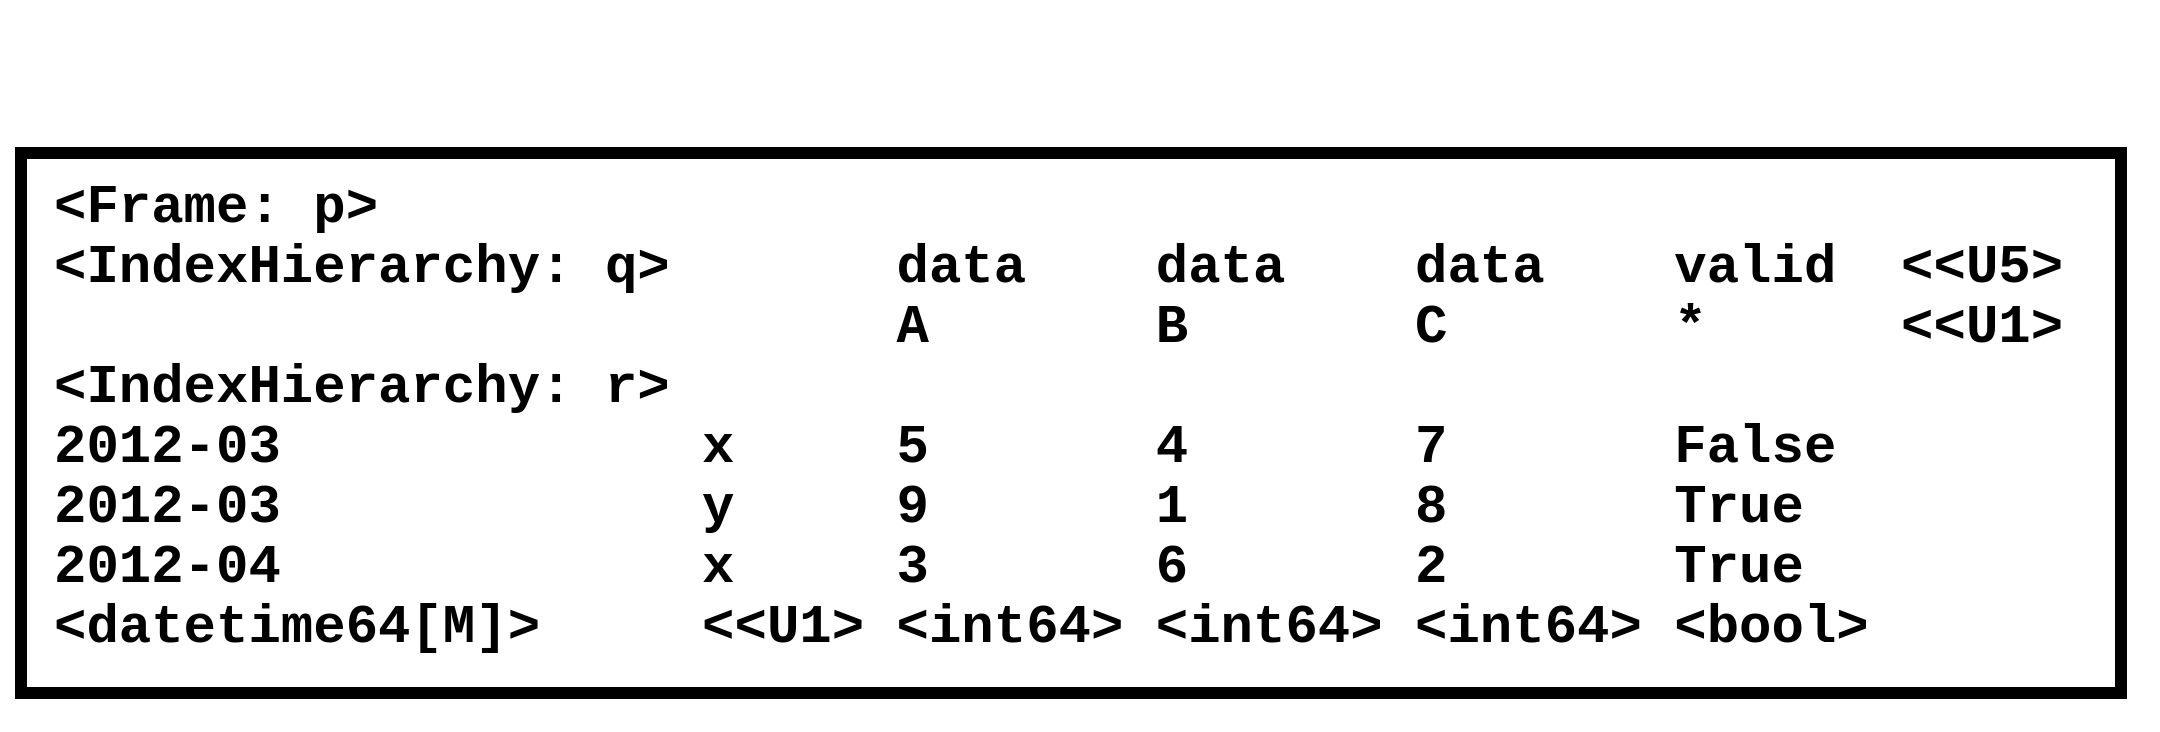 <Frame: p>
<IndexHierarchy: q>       data    data    data    valid  <<U5>
                          A       B       C       *      <<U1>
<IndexHierarchy: r>
2012-03             x     5       4       7       False
2012-03             y     9       1       8       True
2012-04             x     3       6       2       True
<datetime64[M]>     <<U1> <int64> <int64> <int64> <bool>